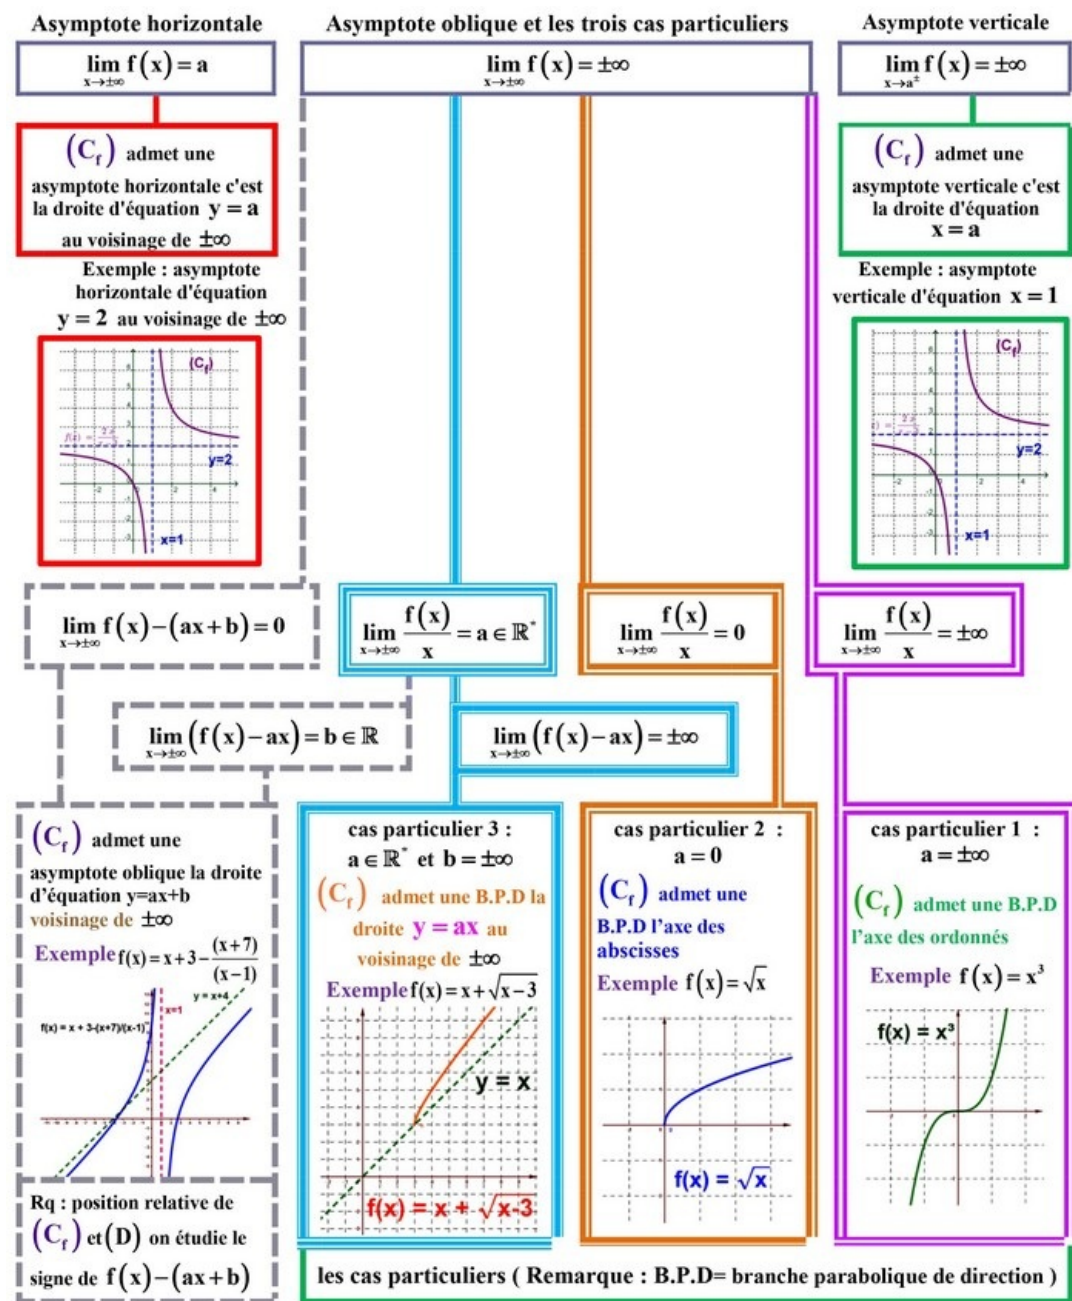 Asymptote horizontale
Asymptote oblique et les trois cas particuliers
Asymptote verticale
lim f(x) = a
x→±∞
lim f(x) = ±∞
x→±∞
lim f(x) = ±∞
x→a±
(Cf) admet une
asymptote horizontale c'est
la droite d'équation y = a
au voisinage de ±∞
(Cf) admet une
asymptote verticale c'est
la droite d'équation
x = a
Exemple : asymptote
horizontale d'équation
y = 2 au voisinage de ±∞
Exemple : asymptote
verticale d'équation x = 1
(Cf)
y=2
x=1
(Cf)
y=2
x=1
lim f(x)−(ax+b) = 0
x→±∞
lim f(x)/x = a ∈ ℝ*
x→±∞
lim f(x)/x = 0
x→±∞
lim f(x)/x = ±∞
x→±∞
lim (f(x)−ax) = b ∈ ℝ
x→±∞
lim (f(x)−ax) = ±∞
x→±∞
(Cf) admet une
asymptote oblique la droite
d'équation y=ax+b
voisinage de ±∞
Exemple f(x) = x+3−(x+7)/(x−1)
y = x+4
x=1
f(x) = x + 3-(x+7)/(x-1)
Rq : position relative de
(Cf) et (D) on étudie le
signe de f(x)−(ax+b)
cas particulier 3 :
a ∈ ℝ* et b = ±∞
(Cf) admet une B.P.D la
droite y = ax au
voisinage de ±∞
Exemple f(x) = x+√(x−3)
y = x
f(x) = x + √(x-3)
cas particulier 2 :
a = 0
(Cf) admet une
B.P.D l'axe des
abscisses
Exemple f(x) = √x
f(x) = √x
cas particulier 1 :
a = ±∞
(Cf) admet une B.P.D
l'axe des ordonnés
Exemple f(x) = x³
f(x) = x³
les cas particuliers ( Remarque : B.P.D= branche parabolique de direction )